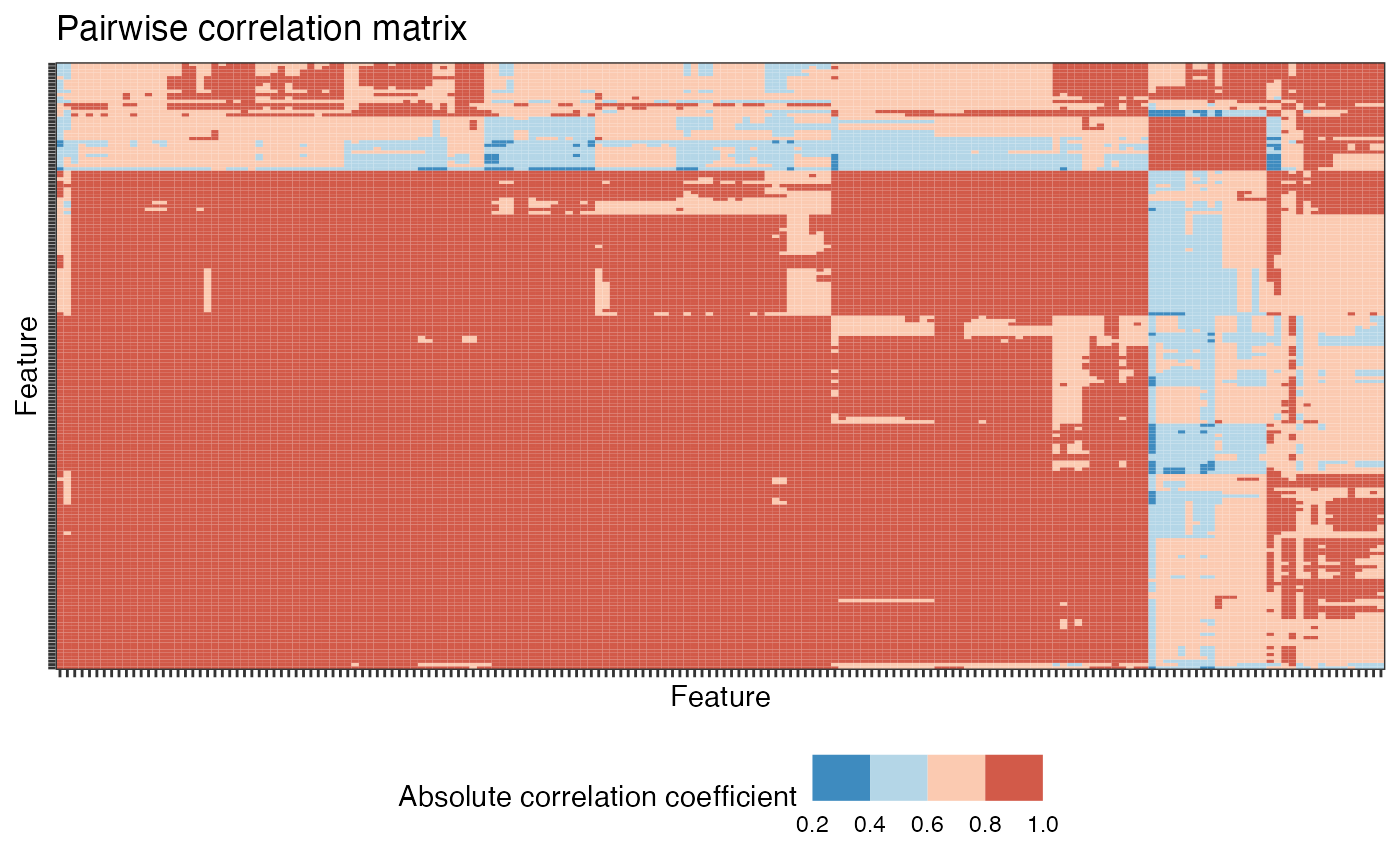 Pairwise correlation matrix
Feature
Feature
Absolute correlation coefficient
0.2 0.4 0.6 0.8 1.0